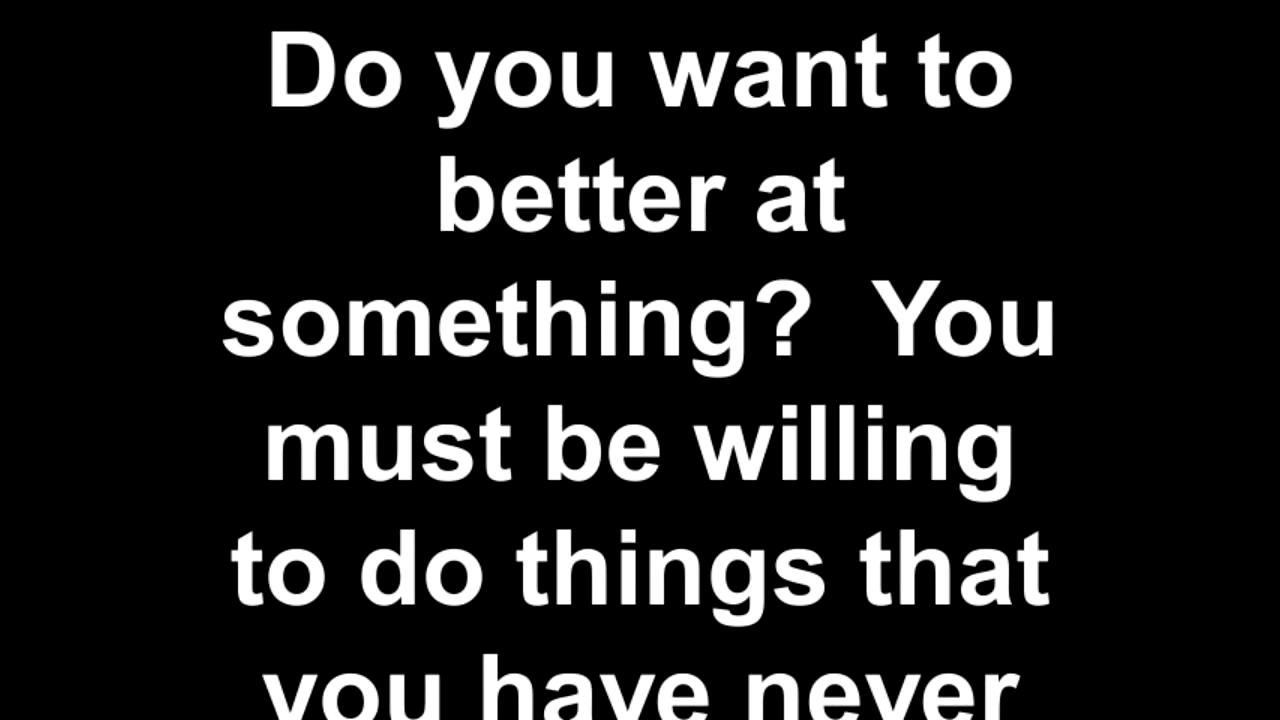 Do you want to
better at
something?  You
must be willing
to do things that
you have never